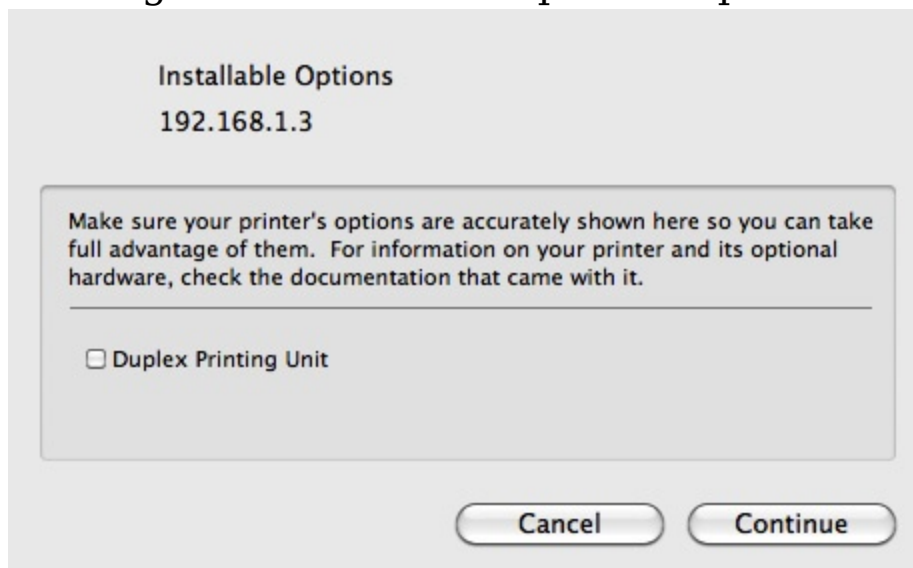 Installable Options
192.168.1.3
Make sure your printer's options are accurately shown here so you can take
full advantage of them. For information on your printer and its optional
hardware, check the documentation that came with it.
Duplex Printing Unit
Cancel Continue